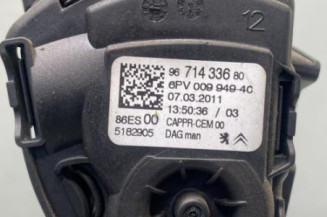 12
96 714 336 80
6PV 009 949-40
07.03.2011
13:50:36 / 03
86ES 00 CAPPR-CEM 00
5182905 DAG man